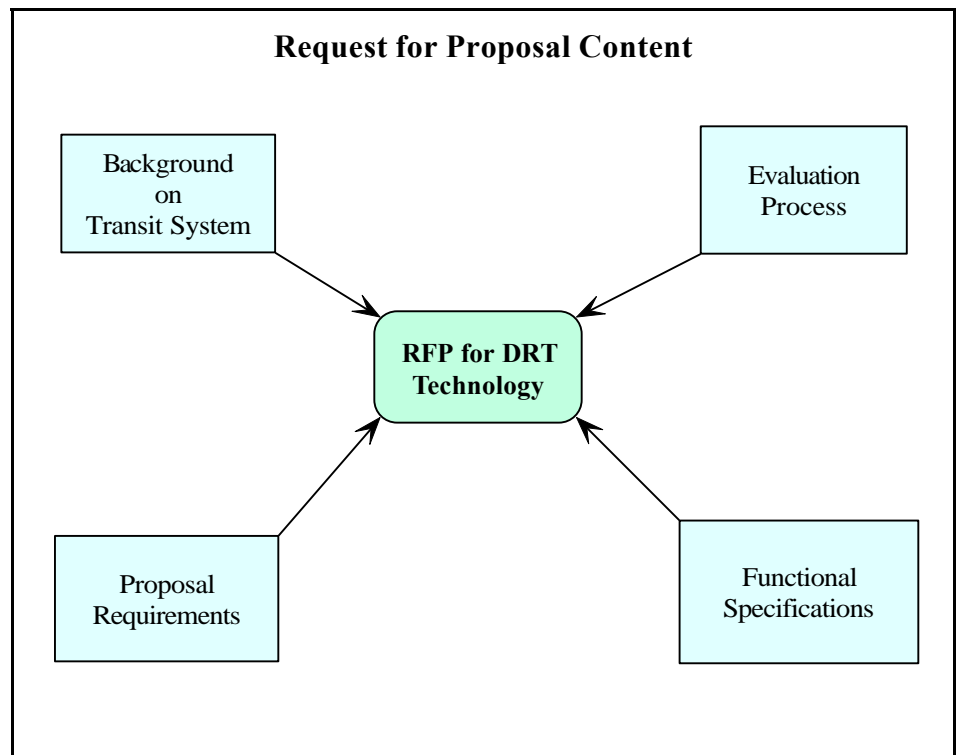 Request for Proposal Content
Background
on
Transit System
Evaluation
Process
RFP for DRT
Technology
Proposal
Requirements
Functional
Specifications